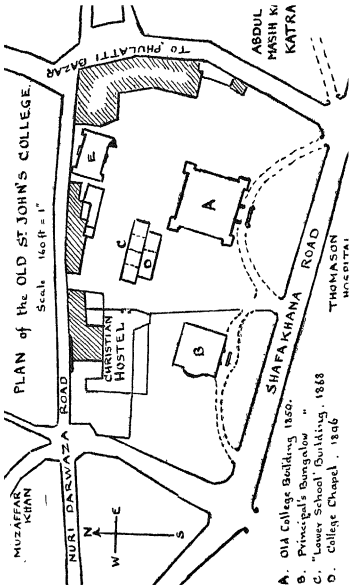 PLAN of the OLD ST. JOHN'S COLLEGE.
Scale 160 ft = 1"
TO PHULATTI BAZAR
ABDUL
MASIH K
KATRA
E
A
C
D
B
CHRISTIAN
HOSTEL
NURI DARWAZA ROAD
MUZAFFAR
KHAN
SHAFAKHANA ROAD
THOMASON
HOSPITAL
N
E
S
W
A. Old College Building 1850.
B. Principal's Bungalow "
C. "Lower School" Building. 1868
D. College Chapel. 1896